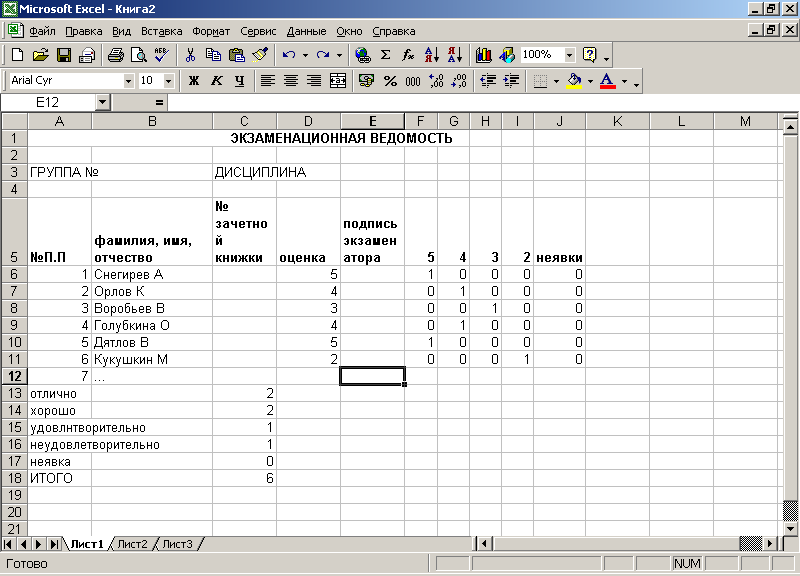 Microsoft Excel - Книга2
Файл Правка Вид Вставка Формат Сервис Данные Окно Справка
100%
Arial Cyr 10 Ж К Ч % 000
E12 =
A B C D E F G H I J K L M
1 ЭКЗАМЕНАЦИОННАЯ ВЕДОМОСТЬ
2
3 ГРУППА № ДИСЦИПЛИНА
4
№
зачетно
й
книжки
подпись
экзамен
атора
фамилия, имя,
отчество
5 №П.П оценка 5 4 3 2 неявки
6 1 Снегирев А 5 1 0 0 0 0
7 2 Орлов К 4 0 1 0 0 0
8 3 Воробьев В 3 0 0 1 0 0
9 4 Голубкина О 4 0 1 0 0 0
10 5 Дятлов В 5 1 0 0 0 0
11 6 Кукушкин М 2 0 0 0 1 0
12 7 ...
13 отлично 2
14 хорошо 2
15 удовлнтворительно 1
16 неудовлетворительно 1
17 неявка 0
18 ИТОГО 6
19
20
21
Лист1 Лист2 Лист3
Готово NUM